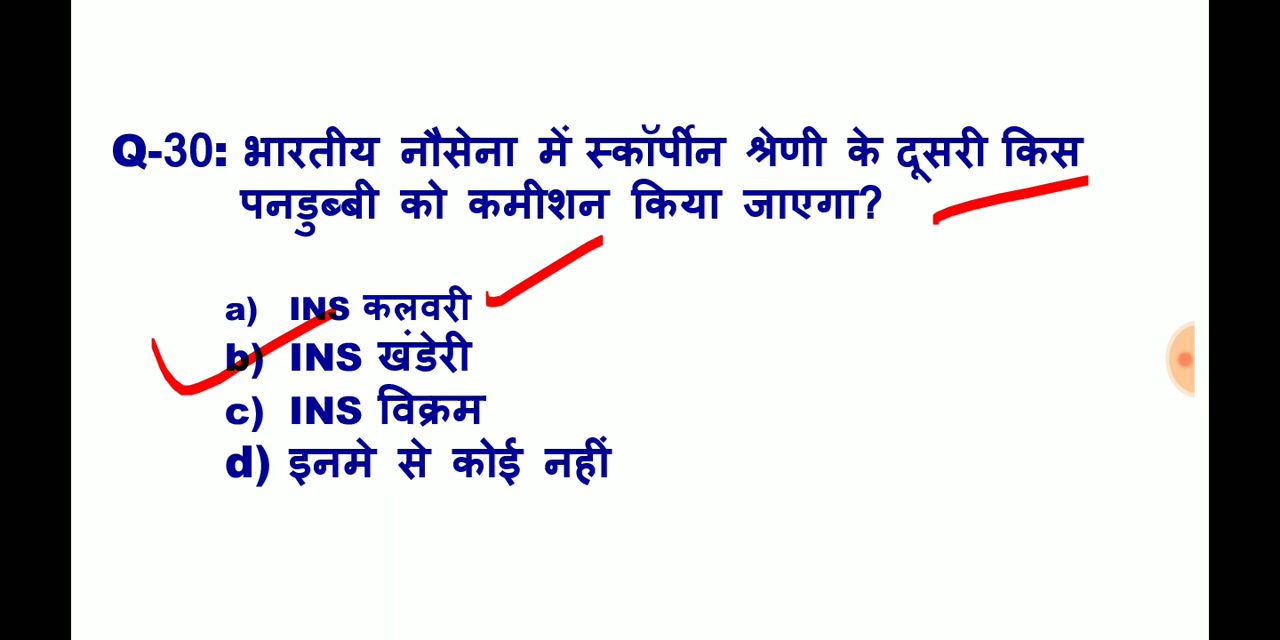 Q-30: भारतीय नौसेना में स्कॉर्पीन श्रेणी के दूसरी किस
पनडुब्बी को कमीशन किया जाएगा?
a) INS कलवरी
b) INS खंडेरी
c) INS विक्रम
d) इनमे से कोई नहीं